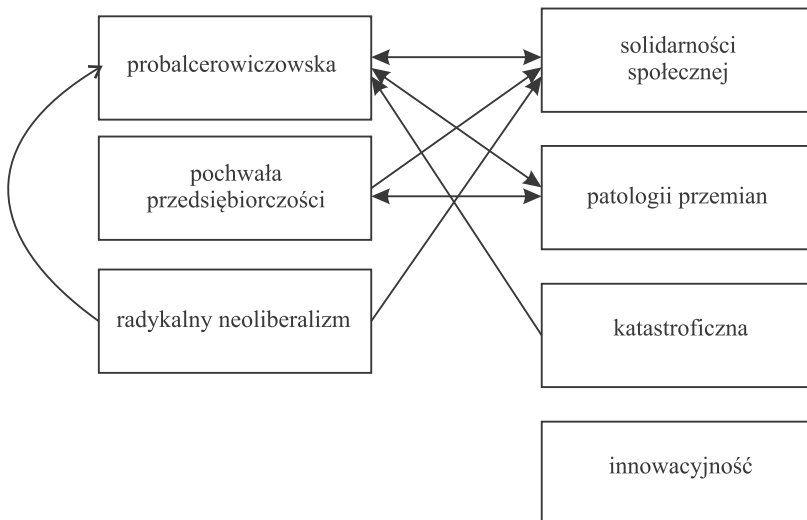 probalcerowiczowska
pochwała
przedsiębiorczości
radykalny neoliberalizm
solidarności
społecznej
patologii przemian
katastroficzna
innowacyjność